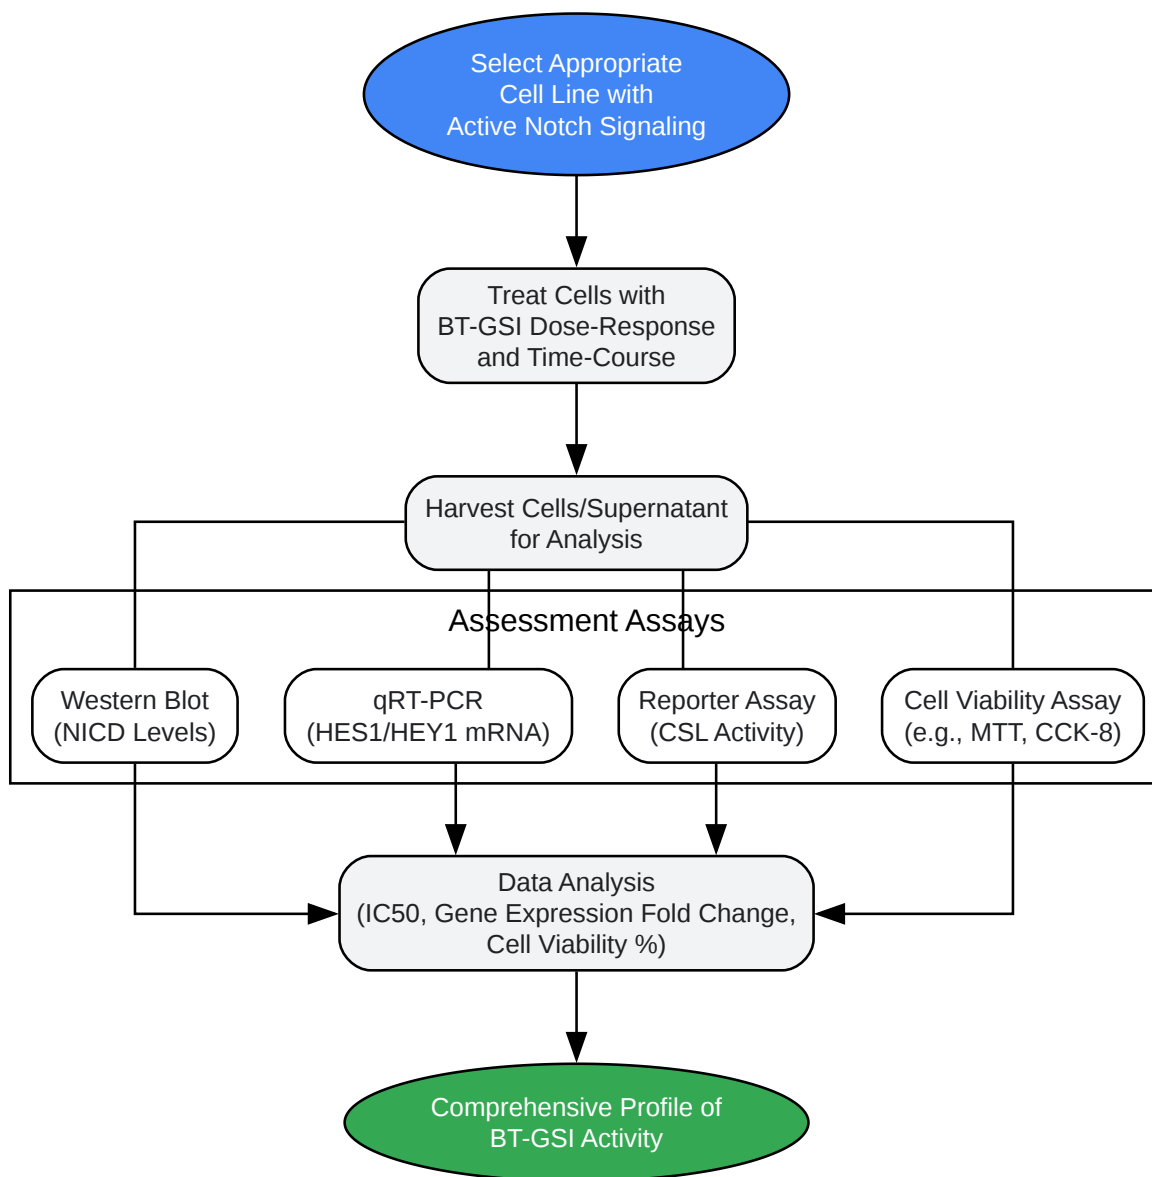 Select Appropriate
Cell Line with
Active Notch Signaling
Treat Cells with
BT-GSI Dose-Response
and Time-Course
Harvest Cells/Supernatant
for Analysis
Assessment Assays
Western Blot
(NICD Levels)
qRT-PCR
(HES1/HEY1 mRNA)
Reporter Assay
(CSL Activity)
Cell Viability Assay
(e.g., MTT, CCK-8)
Data Analysis
(IC50, Gene Expression Fold Change,
Cell Viability %)
Comprehensive Profile of
BT-GSI Activity